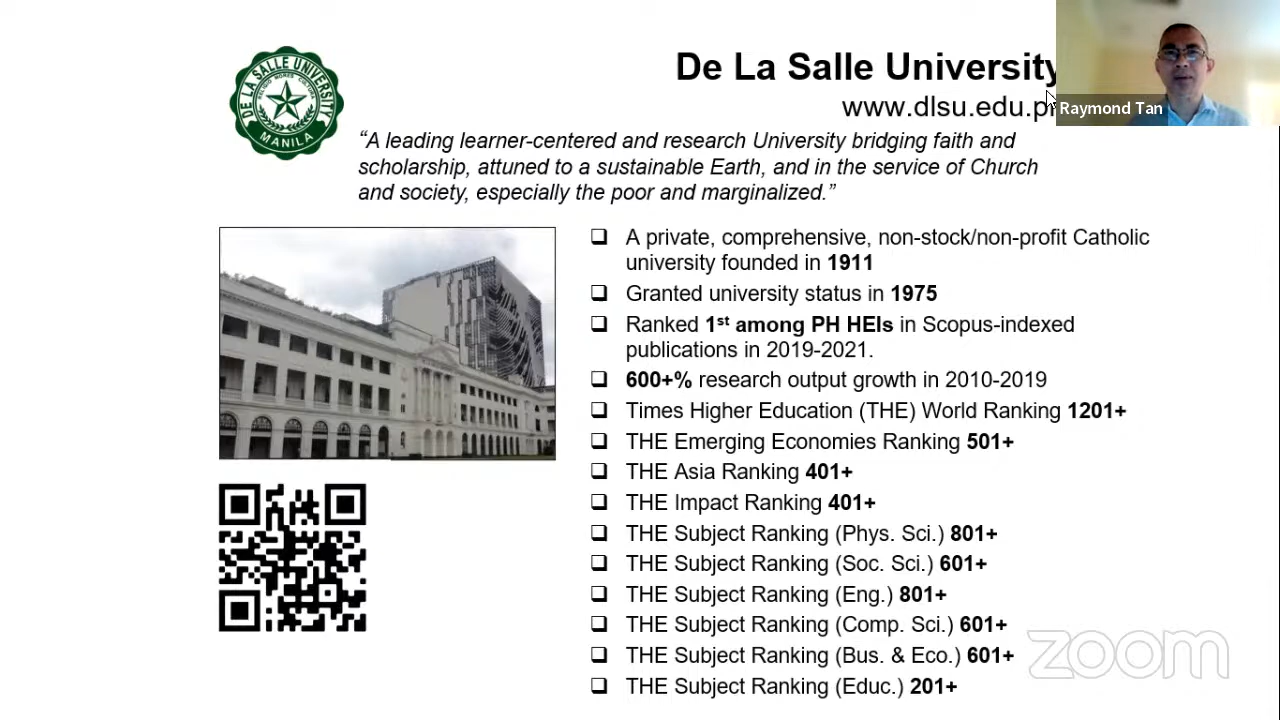 De La Salle University
www.dlsu.edu.p
Raymond Tan
DE LA SALLE UNIVERSITY
MANILA
“A leading learner-centered and research University bridging faith and
scholarship, attuned to a sustainable Earth, and in the service of Church
and society, especially the poor and marginalized.”
❑ A private, comprehensive, non-stock/non-profit Catholic
university founded in 1911
❑ Granted university status in 1975
❑ Ranked 1st among PH HEIs in Scopus-indexed
publications in 2019-2021.
❑ 600+% research output growth in 2010-2019
❑ Times Higher Education (THE) World Ranking 1201+
❑ THE Emerging Economies Ranking 501+
❑ THE Asia Ranking 401+
❑ THE Impact Ranking 401+
❑ THE Subject Ranking (Phys. Sci.) 801+
❑ THE Subject Ranking (Soc. Sci.) 601+
❑ THE Subject Ranking (Eng.) 801+
❑ THE Subject Ranking (Comp. Sci.) 601+
❑ THE Subject Ranking (Bus. & Eco.) 601+
❑ THE Subject Ranking (Educ.) 201+
zoom